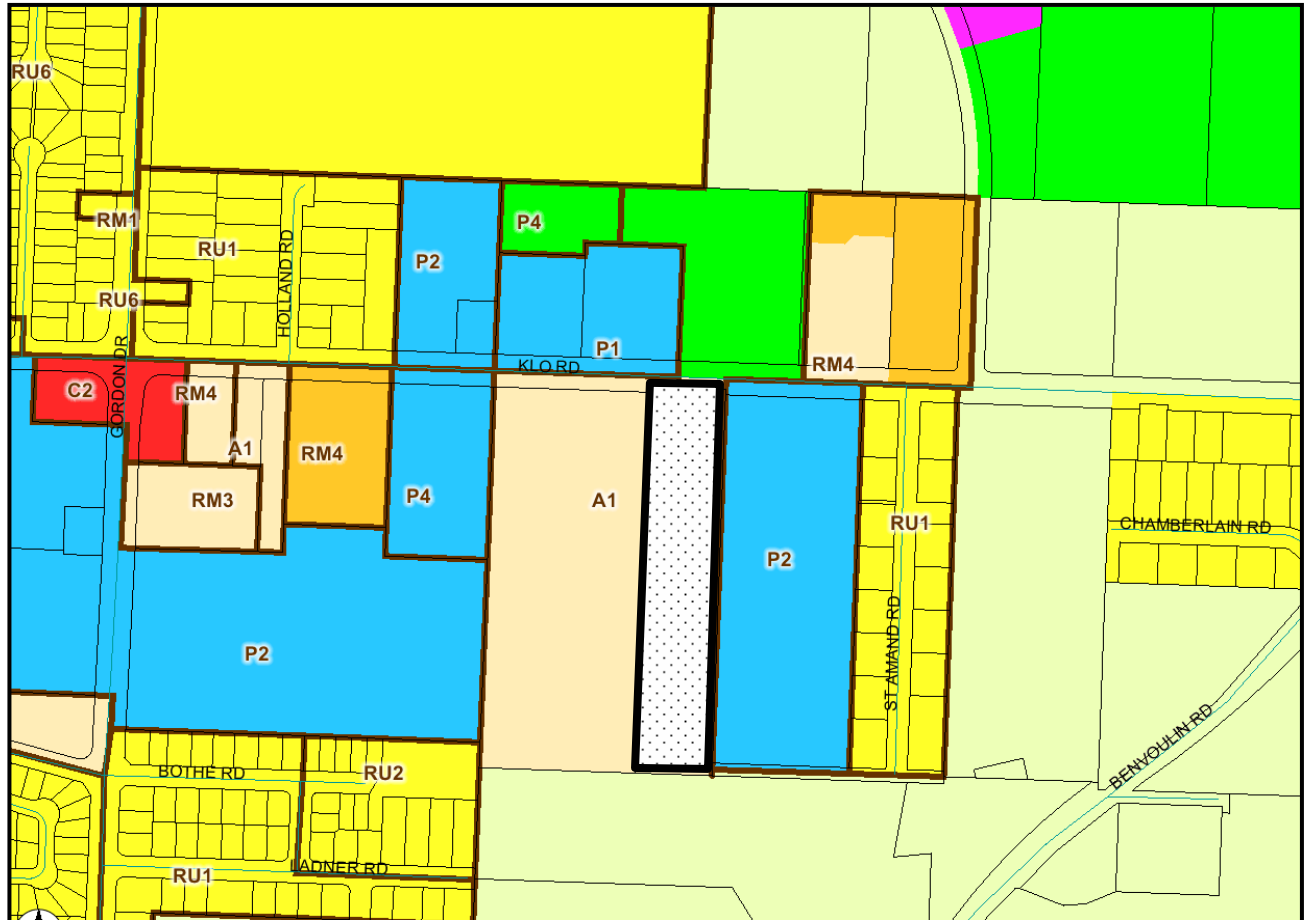 RU6
RM1
P4
RU1
HOLLAND RD
P2
RU6
P1
KLO RD
RM4
C2
GORDON DR
RM4
A1
RM4
RM3
P4
A1
RU1
CHAMBERLAIN RD
P2
ST AMAND RD
P2
BENVOULIN RD
BOTHE RD
RU2
LADNER RD
RU1